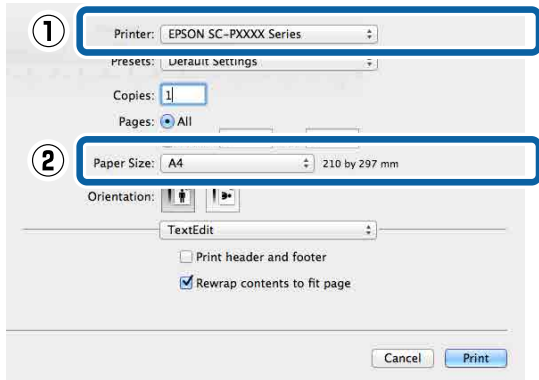 1
Printer: EPSON SC-PXXXX Series
Presets: Default Settings
Copies: 1
Pages: All
2
Paper Size: A4 210 by 297 mm
Orientation:
TextEdit
Print header and footer
Rewrap contents to fit page
Cancel Print